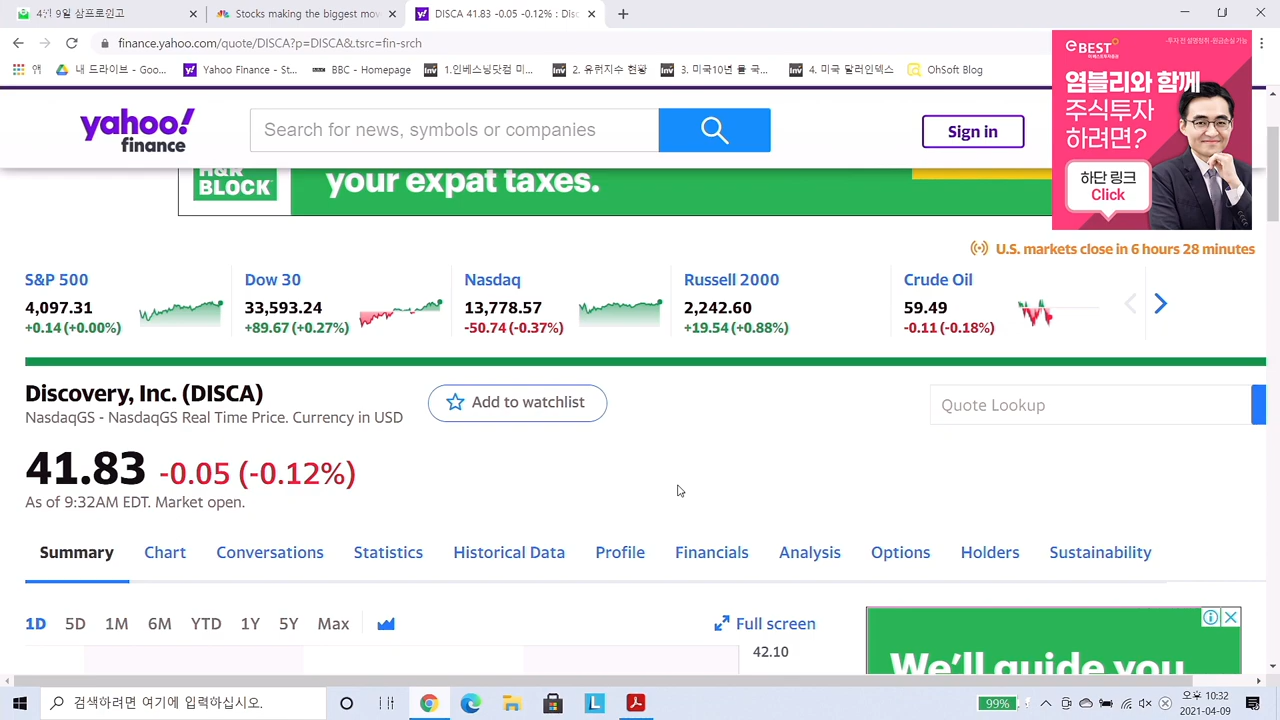 4월 9일 삼프로원고
Stocks making the biggest mov
DISCA 41.83 -0.05 -0.12% : Disc
finance.yahoo.com/quote/DISCA?p=DISCA&.tsrc=fin-srch
앱
내 드라이브 - Goo...
Yahoo Finance - St...
BBC - Homepage
1.인베스팅닷컴 미...
2. 유뤕지수 현황
3. 미국10년 률 국...
4. 미국 달러인덱스
OhSoft Blog
eBEST
염블리와 함께
주식투자
하려면?
하단 링크
Click
yahoo!
finance
Search for news, symbols or companies
Sign in
H&R
BLOCK
your expat taxes.
U.S. markets close in 6 hours 28 minutes
S&P 500
4,097.31
+0.14 (+0.00%)
Dow 30
33,593.24
+89.67 (+0.27%)
Nasdaq
13,778.57
-50.74 (-0.37%)
Russell 2000
2,242.60
+19.54 (+0.88%)
Crude Oil
59.49
-0.11 (-0.18%)
Discovery, Inc. (DISCA)
NasdaqGS - NasdaqGS Real Time Price. Currency in USD
Add to watchlist
Quote Lookup
41.83 -0.05 (-0.12%)
As of 9:32AM EDT. Market open.
Summary Chart Conversations Statistics Historical Data Profile Financials Analysis Options Holders Sustainability
1D 5D 1M 6M YTD 1Y 5Y Max
Full screen
42.10
We'll guide you
검색하려면 여기에 입력하십시오.
99%
오후 10:32
2021-04-09